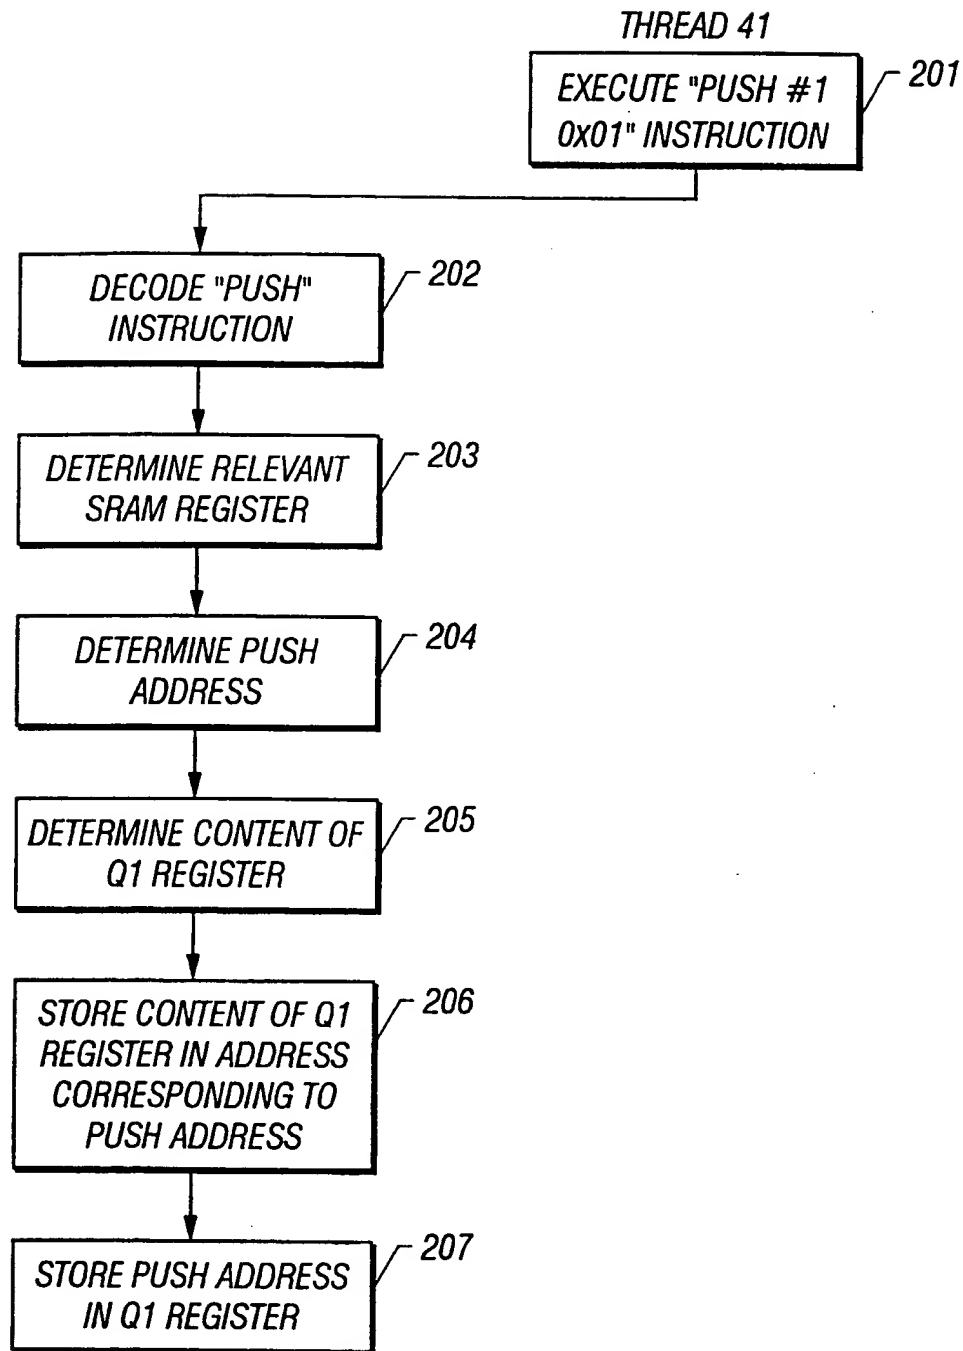 THREAD 41
EXECUTE "PUSH #1
0x01" INSTRUCTION
201
DECODE "PUSH"
INSTRUCTION
202
DETERMINE RELEVANT
SRAM REGISTER
203
DETERMINE PUSH
ADDRESS
204
DETERMINE CONTENT OF
Q1 REGISTER
205
STORE CONTENT OF Q1
REGISTER IN ADDRESS
CORRESPONDING TO
PUSH ADDRESS
206
STORE PUSH ADDRESS
IN Q1 REGISTER
207